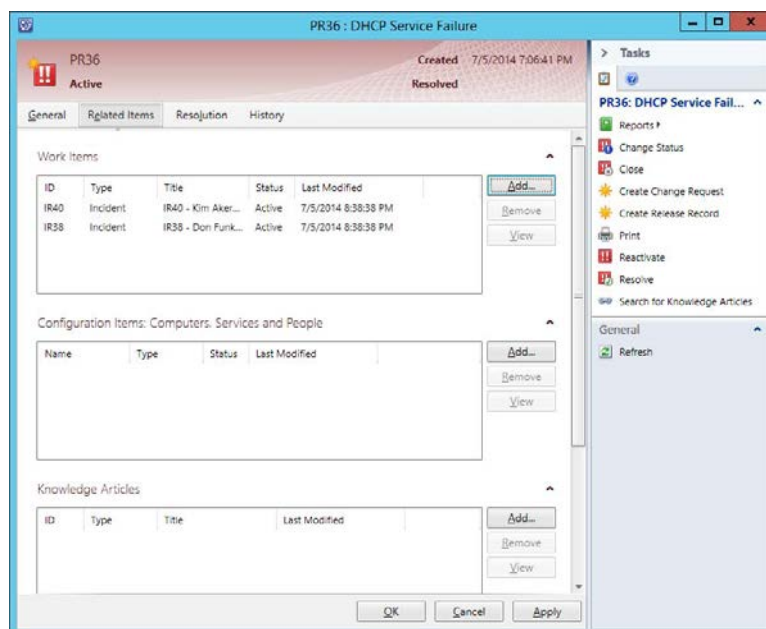 PR36 : DHCP Service Failure
PR36
Created 7/5/2014 7:06:41 PM
Active
Resolved
General Related Items Resolution History
Work Items
ID Type Title Status Last Modified
IR40 Incident IR40 - Kim Aker... Active 7/5/2014 8:38:38 PM
IR38 Incident IR38 - Don Funk... Active 7/5/2014 8:38:38 PM
Add...
Remove
View
Configuration Items: Computers, Services and People
Name Type Status Last Modified
Add...
Remove
View
Knowledge Articles
ID Type Title Last Modified
Add...
Remove
View
OK Cancel Apply
Tasks
PR36: DHCP Service Fail...
Reports
Change Status
Close
Create Change Request
Create Release Record
Print
Reactivate
Resolve
Search for Knowledge Articles
General
Refresh